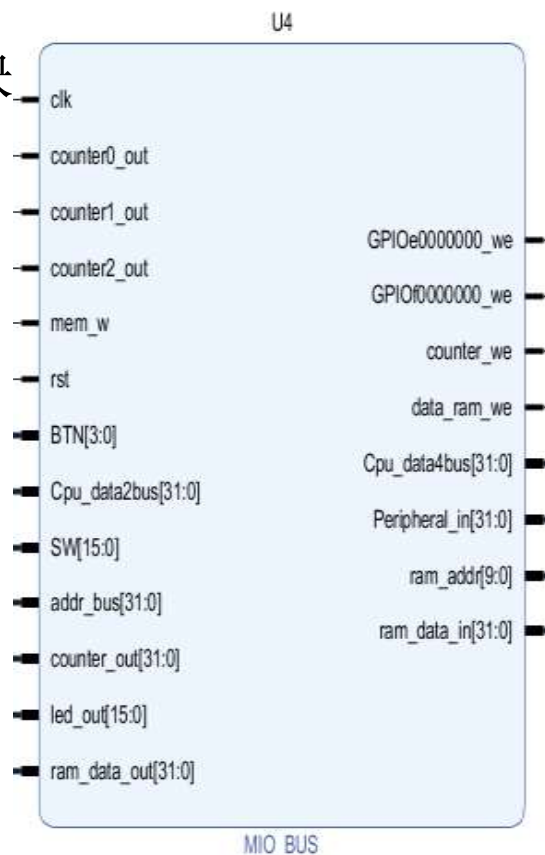 U4
clk
counter0_out
counter1_out
counter2_out
mem_w
rst
BTN[3:0]
Cpu_data2bus[31:0]
SW[15:0]
addr_bus[31:0]
counter_out[31:0]
led_out[15:0]
ram_data_out[31:0]
GPIOe0000000_we
GPIOf0000000_we
counter_we
data_ram_we
Cpu_data4bus[31:0]
Peripheral_in[31:0]
ram_addr[9:0]
ram_data_in[31:0]
MIO BUS